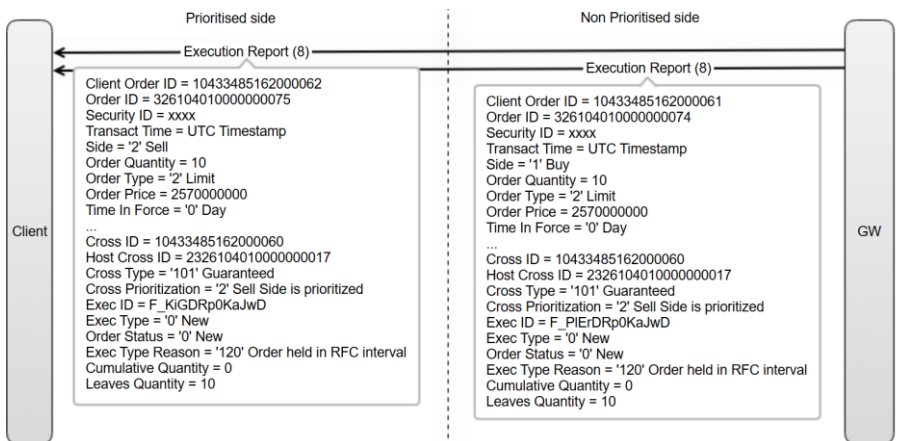 Prioritised side
Non Prioritised side
Execution Report (8)
Execution Report (8)
Client Order ID = 10433485162000062
Order ID = 326104010000000075
Security ID = xxxx
Transact Time = UTC Timestamp
Side = '2' Sell
Order Quantity = 10
Order Type = '2' Limit
Order Price = 2570000000
Time In Force = '0' Day
...
Cross ID = 10433485162000060
Host Cross ID = 2326104010000000017
Cross Type = '101' Guaranteed
Cross Prioritization = '2' Sell Side is prioritized
Exec ID = F_KiGDRp0KaJwD
Exec Type = '0' New
Order Status = '0' New
Exec Type Reason = '120' Order held in RFC interval
Cumulative Quantity = 0
Leaves Quantity = 10
Client Order ID = 10433485162000061
Order ID = 326104010000000074
Security ID = xxxx
Transact Time = UTC Timestamp
Side = '1' Buy
Order Quantity = 10
Order Type = '2' Limit
Order Price = 2570000000
Time In Force = '0' Day
...
Cross ID = 10433485162000060
Host Cross ID = 2326104010000000017
Cross Type = '101' Guaranteed
Cross Prioritization = '2' Sell Side is prioritized
Exec ID = F_PlErDRp0KaJwD
Exec Type = '0' New
Order Status = '0' New
Exec Type Reason = '120' Order held in RFC interval
Cumulative Quantity = 0
Leaves Quantity = 10
Client
GW